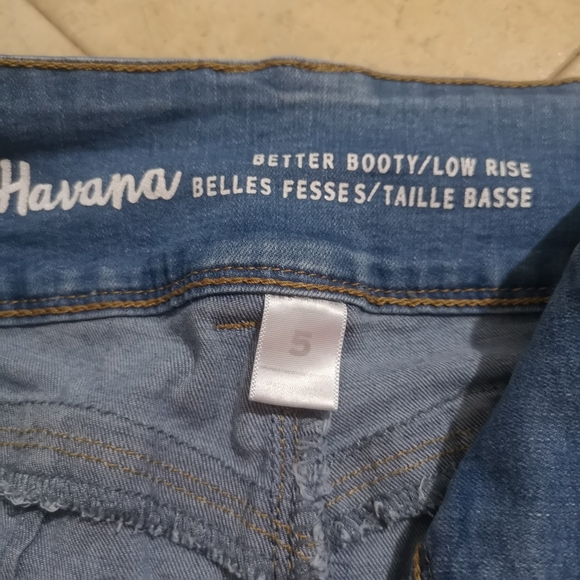 Havana
BETTER BOOTY/LOW RISE
BELLES FESSES/TAILLE BASSE
5